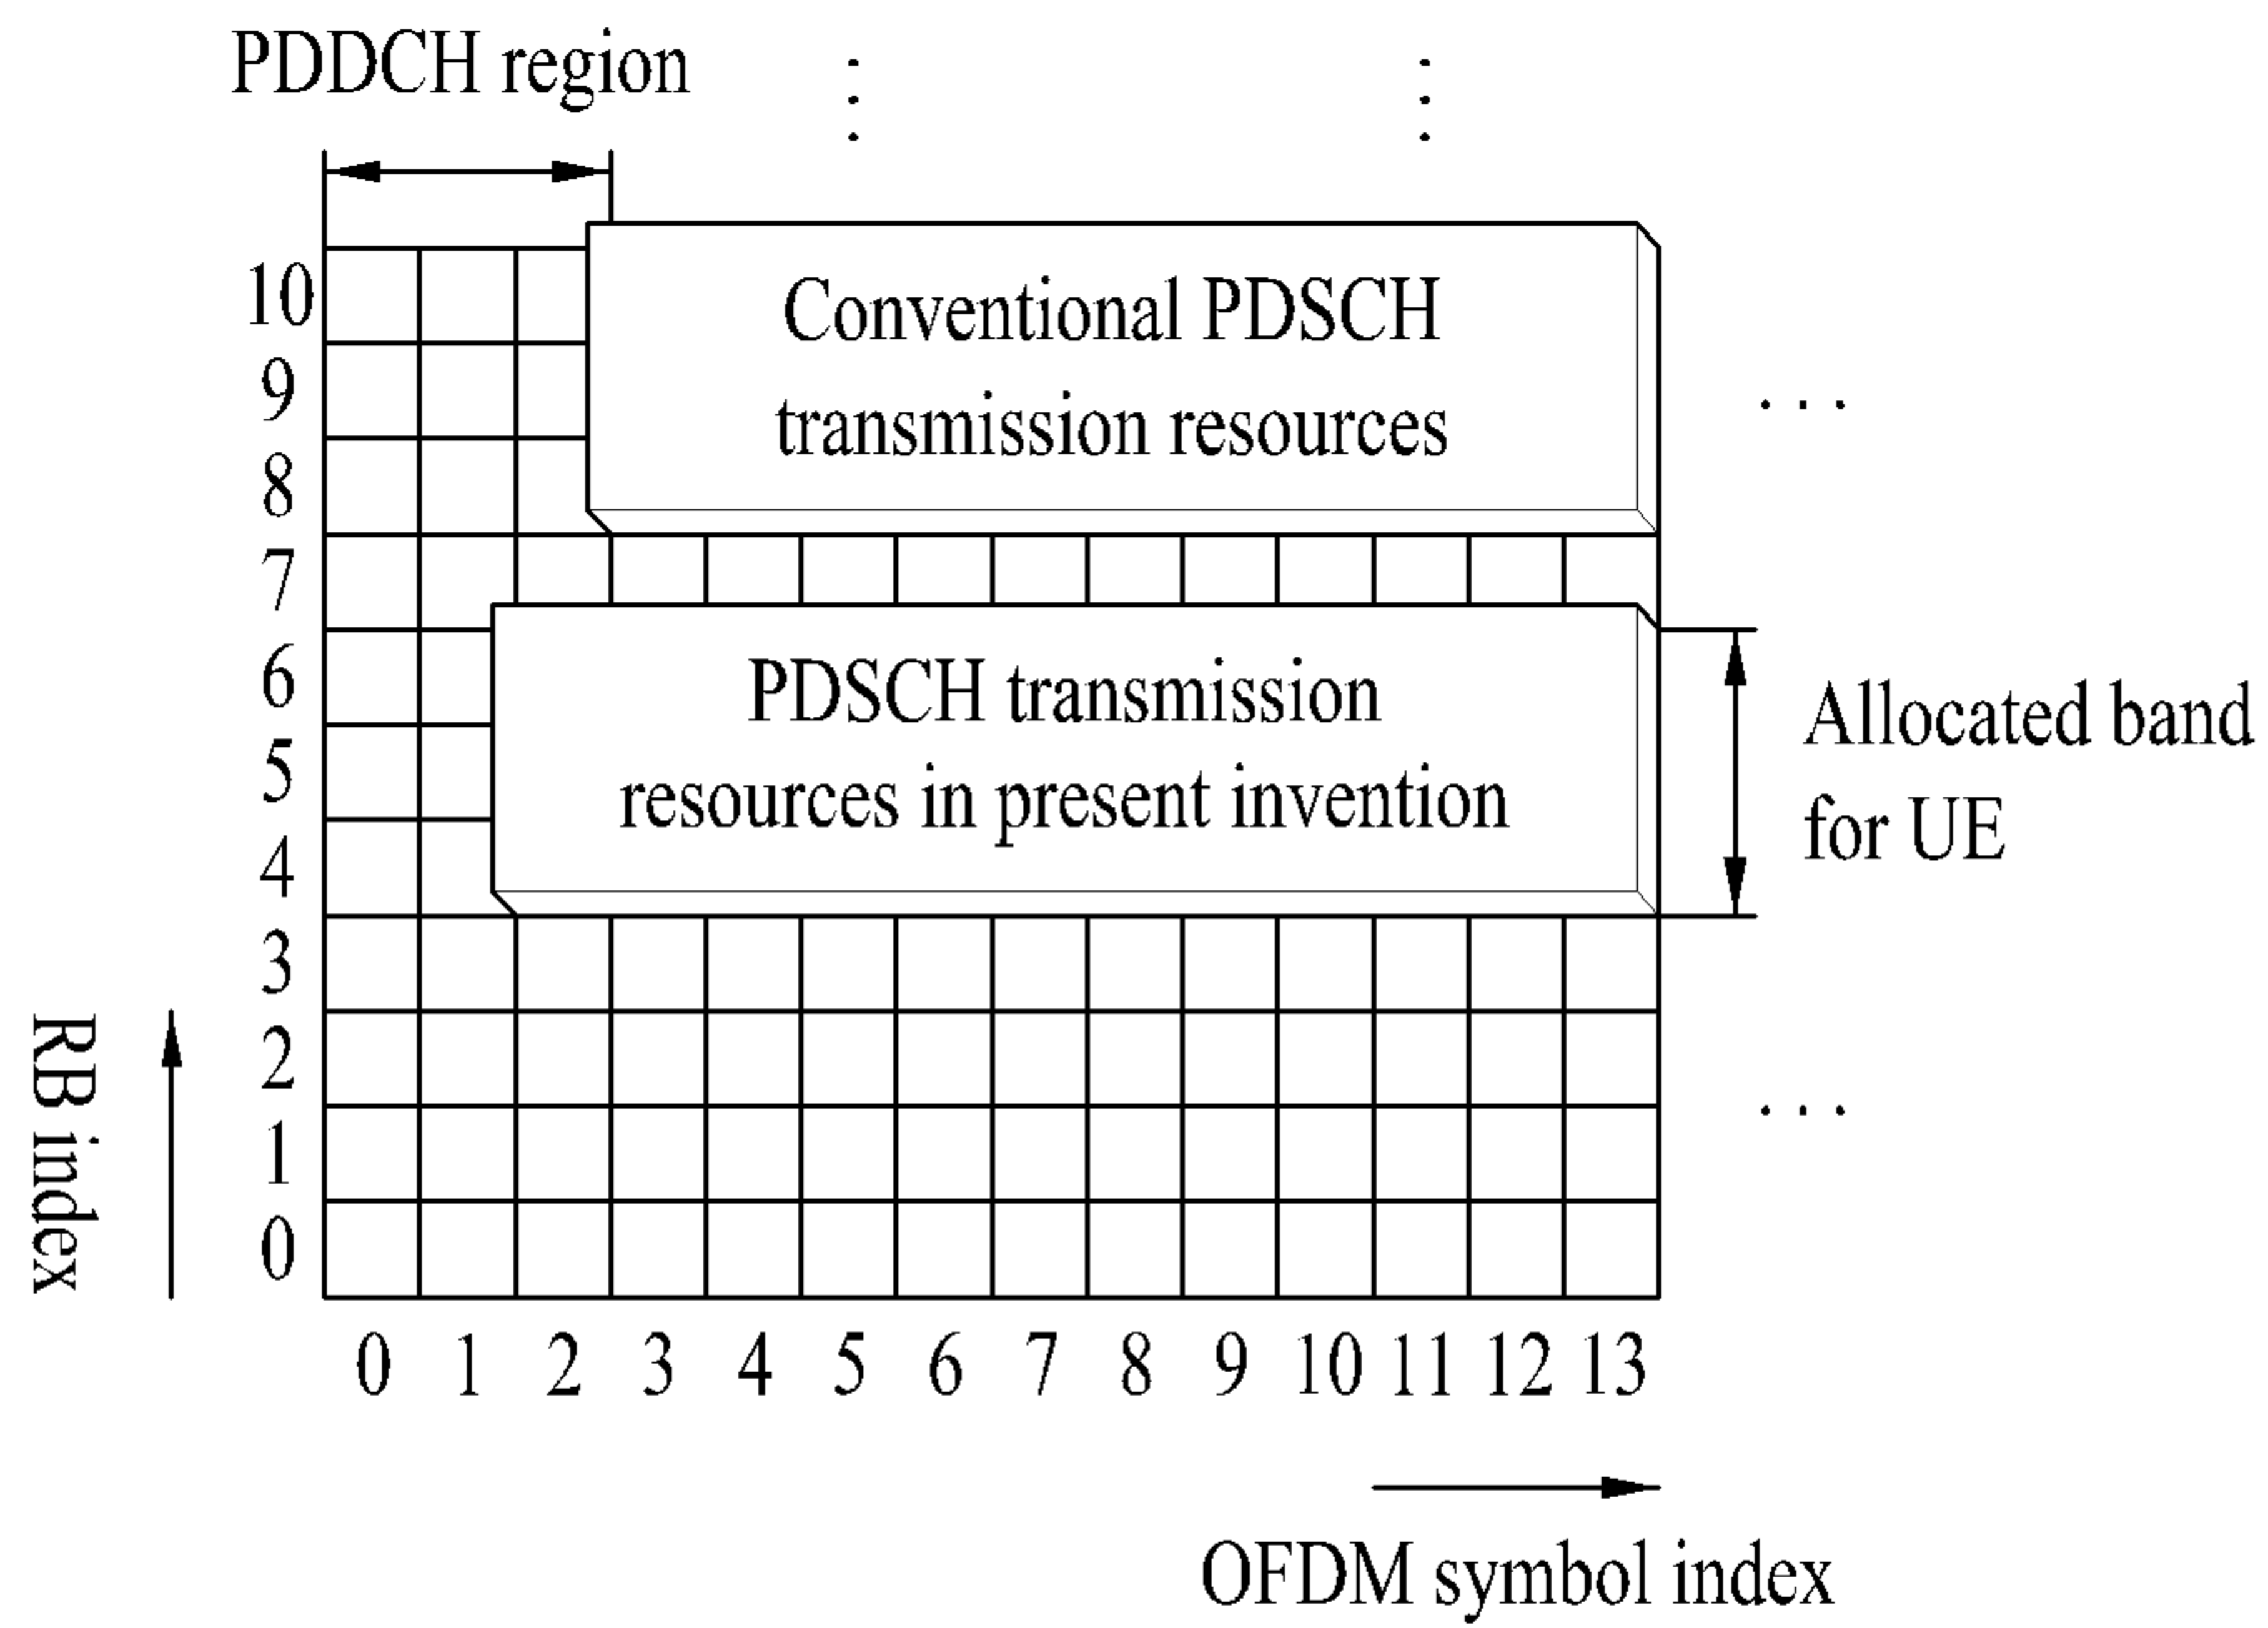 PDDCH region
10
9
8
7
6
5
4
3
2
1
0
Conventional PDSCH
transmission resources
PDSCH transmission
resources in present invention
Allocated band
for UE
RB index
0 1 2 3 4 5 6 7 8 9 10 11 12 13
OFDM symbol index